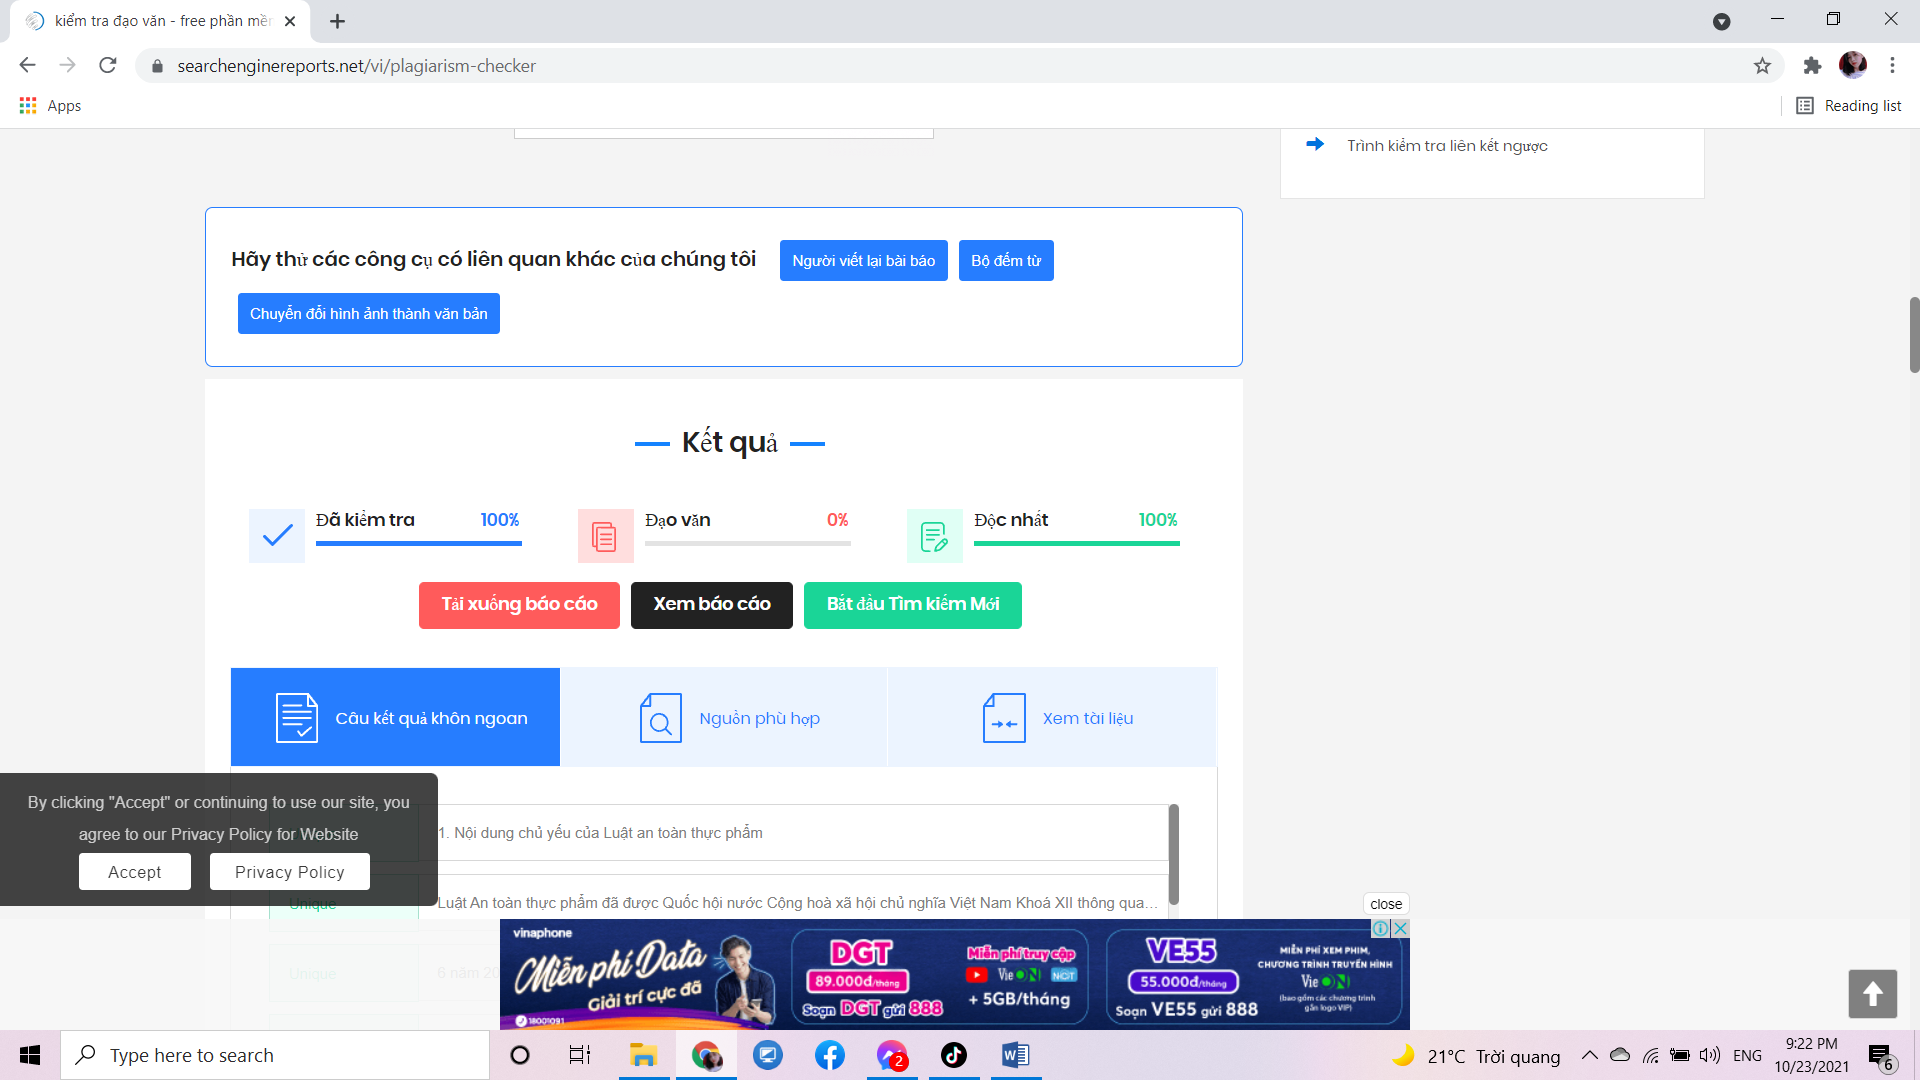 kiểm tra đạo văn - free phần mền
searchenginereports.net/vi/plagiarism-checker
Apps
Reading list
Trình kiểm tra liên kết ngược
Hãy thử các công cụ có liên quan khác của chúng tôi
Người viết lại bài báo
Bộ đếm từ
Chuyển đổi hình ảnh thành văn bản
Kết quả
Đã kiểm tra 100%
Đạo văn 0%
Độc nhất 100%
Tải xuống báo cáo
Xem báo cáo
Bắt đầu Tìm kiếm Mới
Câu kết quả khôn ngoan
Nguồn phù hợp
Xem tài liệu
By clicking "Accept" or continuing to use our site, you
agree to our Privacy Policy for Website
Accept
Privacy Policy
1. Nội dung chủ yếu của Luật an toàn thực phẩm
Unique
Luật An toàn thực phẩm đã được Quốc hội nước Cộng hoà xã hội chủ nghĩa Việt Nam Khoá XII thông qua...
Unique
6 năm 20
close
vinaphone
Miễn phí Data
Giải trí cực đã
18001091
DGT
89.000đ/tháng
Soạn DGT gửi 888
Miễn phí truy cập
VieON
NCT
+ 5GB/tháng
VE55
55.000đ/tháng
Soạn VE55 gửi 888
MIỄN PHÍ XEM PHIM,
CHƯƠNG TRÌNH TRUYỀN HÌNH
VieON
(bao gồm các chương trình
gắn logo VIP)
Type here to search
2
21°C Trời quang
ENG
9:22 PM
10/23/2021
6